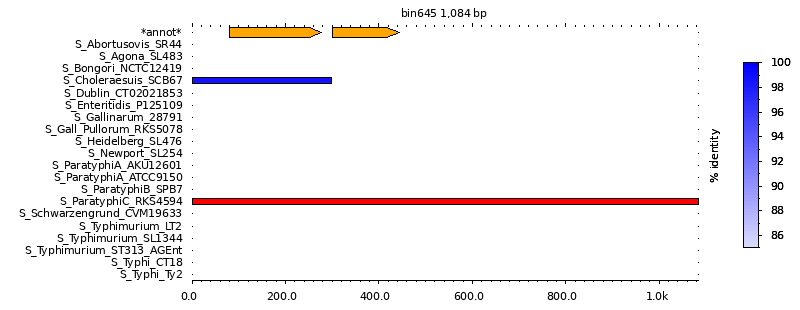 bin645 1,084 bp
*annot*
S_Abortusovis_SR44
S_Agona_SL483
S_Bongori_NCTC12419
S_Choleraesuis_SCB67
S_Dublin_CT02021853
S_Enteritidis_P125109
S_Gallinarum_28791
S_Gall_Pullorum_RKS5078
S_Heidelberg_SL476
S_Newport_SL254
S_ParatyphiA_AKU12601
S_ParatyphiA_ATCC9150
S_ParatyphiB_SPB7
S_ParatyphiC_RKS4594
S_Schwarzengrund_CVM19633
S_Typhimurium_LT2
S_Typhimurium_SL1344
S_Typhimurium_ST313_AGEnt
S_Typhi_CT18
S_Typhi_Ty2
0.0 200.0 400.0 600.0 800.0 1.0k
% identity
100
98
96
94
92
90
88
86